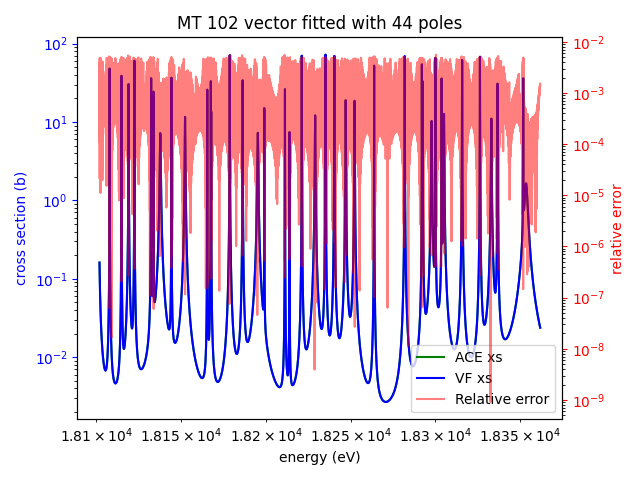 MT 102 vector fitted with 44 poles
cross section (b)
10² 10¹ 10⁰ 10⁻¹ 10⁻²
10⁻² 10⁻³ 10⁻⁴ 10⁻⁵ 10⁻⁶ 10⁻⁷ 10⁻⁸ 10⁻⁹
relative error
ACE xs
VF xs
Relative error
1.81 × 10⁴ 1.815 × 10⁴ 1.82 × 10⁴ 1.825 × 10⁴ 1.83 × 10⁴ 1.835 × 10⁴
energy (eV)